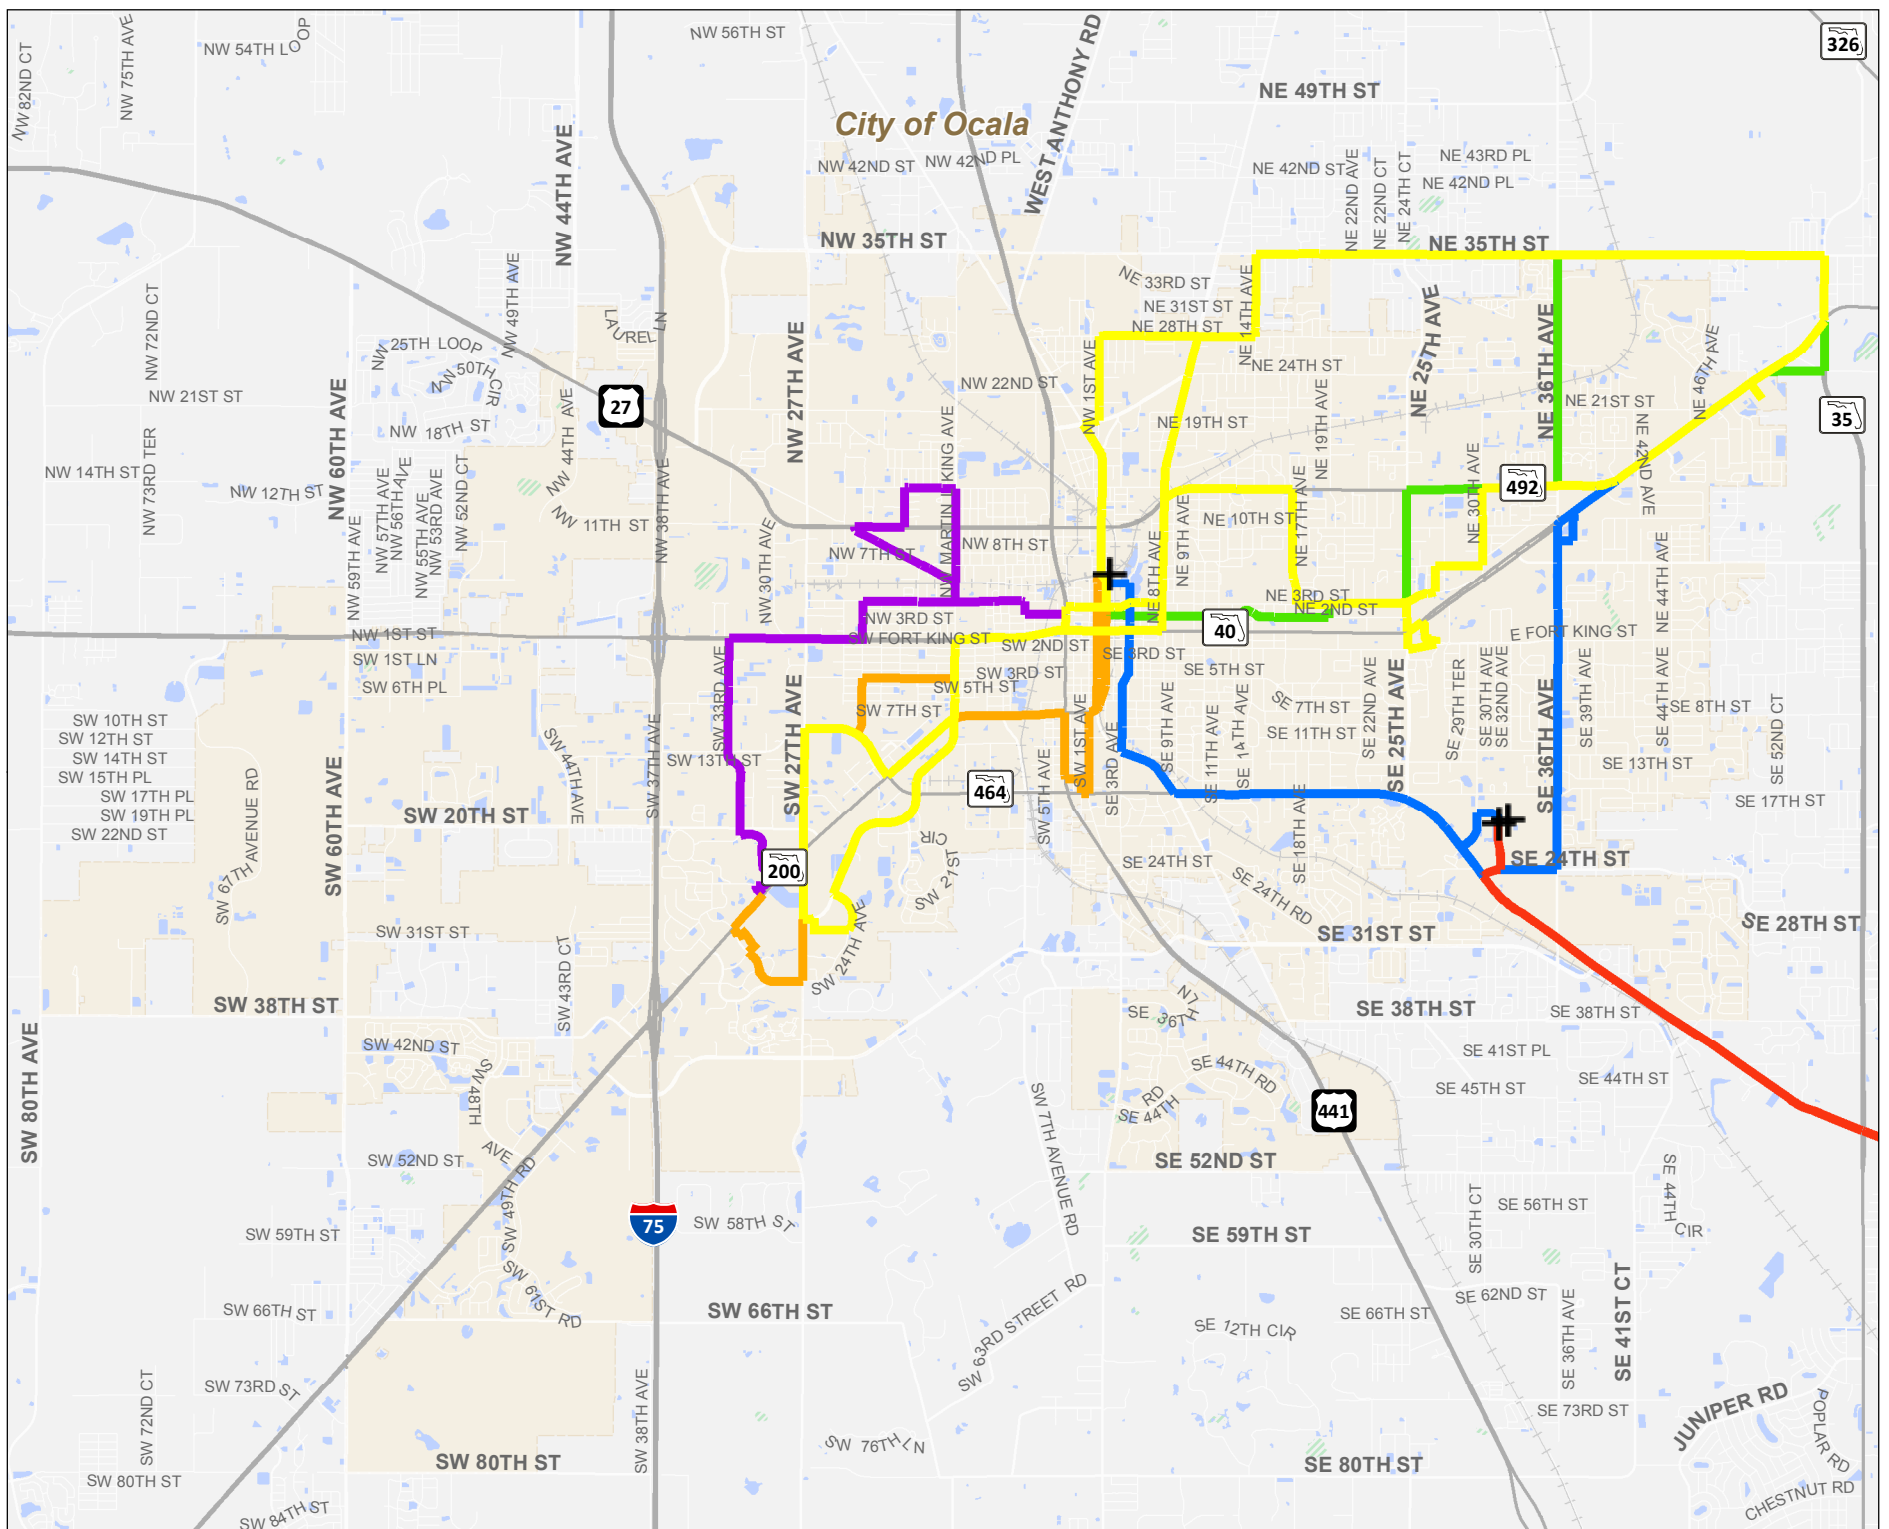 NW 82ND CT
NW 75TH AVE
NW 54TH LOOP
NW 56TH ST
WEST ANTHONY RD
326
NE 49TH ST
City of Ocala
NW 44TH AVE
NW 42ND ST
NW 42ND PL
NE 42ND ST
NE 22ND AVE
NE 22ND CT
NE 24TH CT
NE 43RD PL
NE 42ND PL
NW 35TH ST
NE 35TH ST
NW 72ND CT
NW 49TH AVE
LAUREL LN
NE 33RD ST
NE 31ST ST
NE 28TH ST
NE 14TH AVE
NE 25TH AVE
NE 36TH AVE
NE 46TH AVE
NW 25TH LOOP
NW 50TH CIR
NW 27TH AVE
NW 1ST AVE
NE 24TH ST
NW 22ND ST
NW 21ST ST
27
NW 60TH AVE
NW 18TH ST
NW 44TH AVE
NW MARTIN L KING AVE
NE 19TH ST
NE 19TH AVE
NE 21ST ST
NE 42ND AVE
35
NW 14TH ST
NW 73RD TER
NW 12TH ST
NW 59TH AVE
NW 57TH AVE
NW 56TH AVE
NW 55TH AVE
NW 53RD AVE
NW 52ND CT
NW 11TH ST
NW 38TH AVE
NW 30TH AVE
NE 30TH AVE
492
NE 17TH AVE
NE 10TH ST
NE 9TH AVE
NE 8TH AVE
NW 8TH ST
NW 7TH ST
NE 44TH AVE
NW 3RD ST
NE 3RD ST
NE 2ND ST
40
NW 1ST ST
SW FORT KING ST
SW 2ND ST
SE 3RD ST
E FORT KING ST
SW 1ST LN
SW 6TH PL
SW 33RD AVE
SW 3RD ST
SW 5TH ST
SE 5TH ST
SE 22ND AVE
SE 25TH AVE
SE 29TH TER
SE 30TH AVE
SE 32ND AVE
SE 36TH AVE
SE 39TH AVE
SE 44TH AVE
SE 8TH ST
SE 52ND CT
SW 10TH ST
SW 12TH ST
SW 14TH ST
SW 15TH PL
SW 17TH PL
SW 19TH PL
SW 22ND ST
SW 67TH AVENUE RD
SW 60TH AVE
SW 44TH AVE
SW 37TH AVE
SW 13TH ST
SW 27TH AVE
SW 7TH ST
SW 1ST AVE
SW 5TH AVE
SE 3RD AVE
SE 9TH AVE
SE 11TH AVE
SE 14TH AVE
SE 7TH ST
SE 11TH ST
SE 13TH ST
SE 17TH ST
464
SW 20TH ST
SE 18TH AVE
200
SW 21ST CIR
SE 24TH ST
SE 24TH RD
SE 24TH ST
SW 24TH AVE
SW 31ST ST
SW 43RD CT
SE 31ST ST
SE 28TH ST
SW 38TH ST
SE 38TH ST
SE 38TH ST
SW 80TH AVE
SW 42ND ST
SW 48TH AVE
SE 44TH RD
SE 44TH RD
SE 41ST PL
SE 45TH ST
SE 44TH ST
441
SW 7TH AVENUE RD
SW 52ND ST
SW 49TH RD
SE 52ND ST
SE 44TH CIR
75
SW 58TH ST
SW 59TH ST
SE 59TH ST
SE 56TH ST
SE 30TH CT
SW 61ST RD
SW 66TH ST
SW 66TH ST
SW 63RD STREET RD
SE 12TH CIR
SE 66TH ST
SE 62ND ST
SE 36TH AVE
SE 41ST CT
SW 73RD ST
SW 72ND CT
SW 38TH AVE
SE 73RD ST
JUNIPER RD
POPLAR RD
SW 76TH LN
SW 80TH ST
SW 80TH ST
SE 80TH ST
SW 84TH ST
CHESTNUT RD